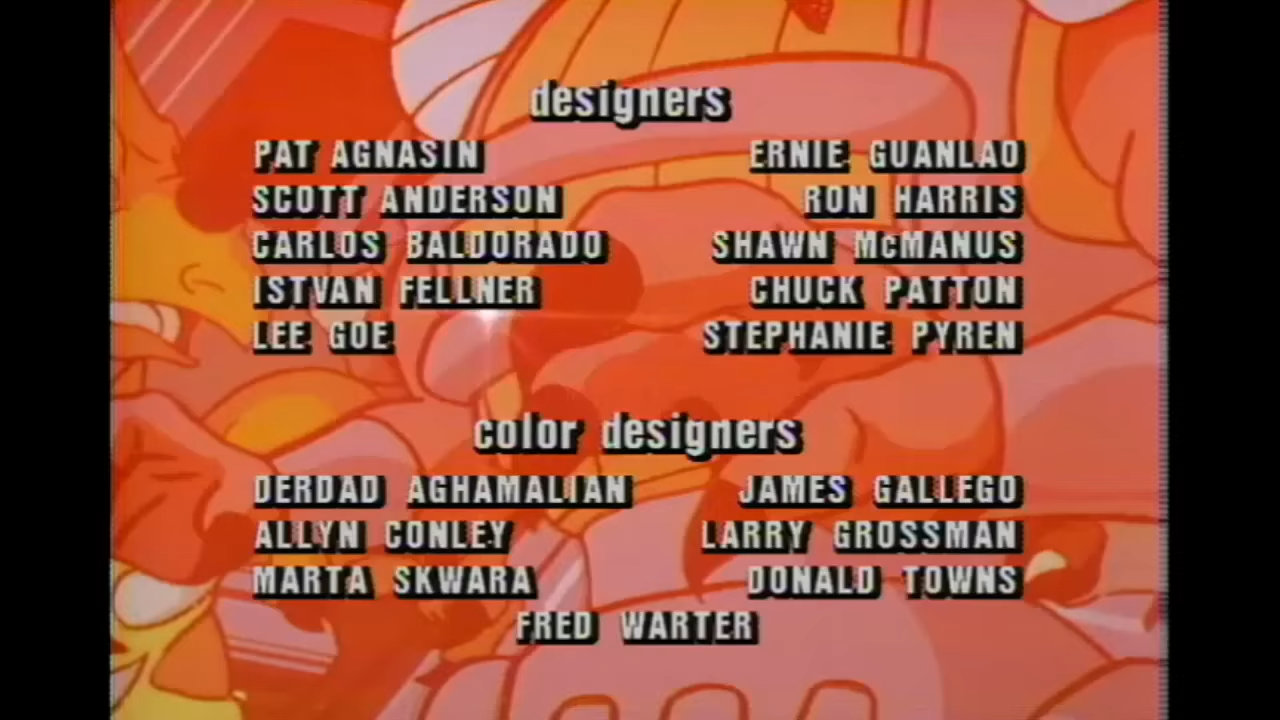 designers
PAT AGNASIN ERNIE GUANLAO
SCOTT ANDERSON RON HARRIS
CARLOS BALDORADO SHAWN McMANUS
ISTVAN FELLNER CHUCK PATTON
LEE GOE STEPHANIE PYREN
color designers
DERDAD AGHAMALIAN JAMES GALLEGO
ALLYN CONLEY LARRY GROSSMAN
MARTA SKWARA DONALD TOWNS
FRED WARTER